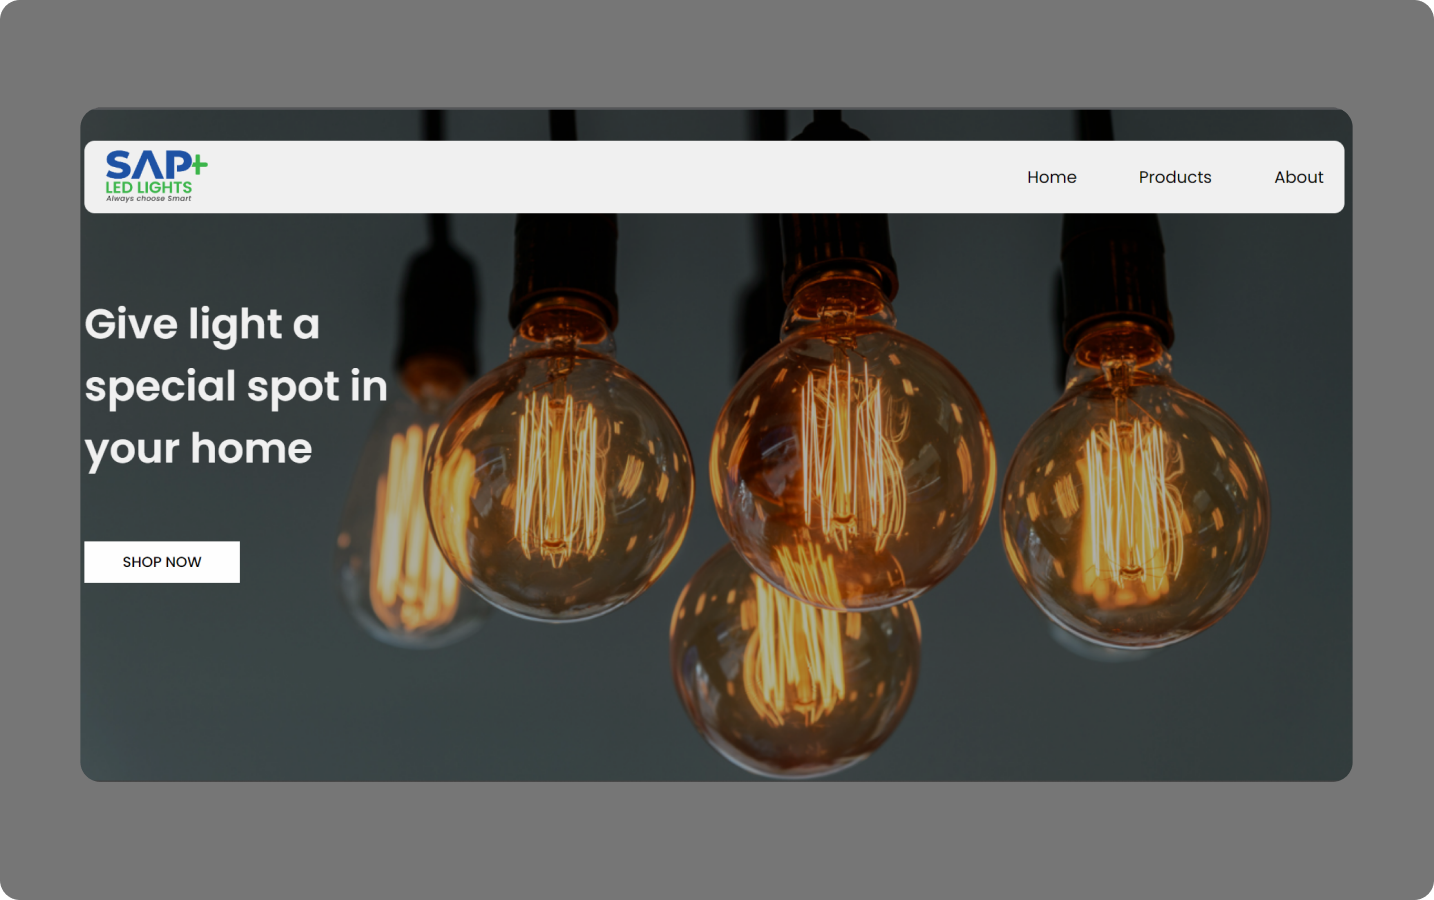 SAP+
LED LIGHTS
Always choose Smart
Home
Products
About
Give light a
special spot in
your home
SHOP NOW